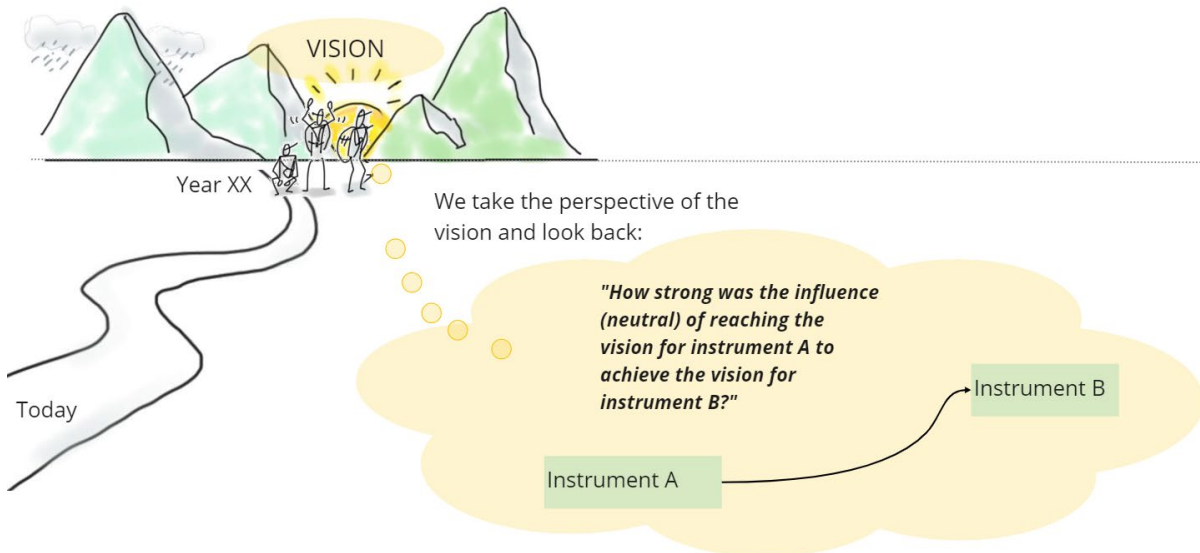 VISION
Year XX
We take the perspective of the
vision and look back:
"How strong was the influence
(neutral) of reaching the
vision for instrument A to
achieve the vision for
instrument B?"
Instrument B
Today
Instrument A